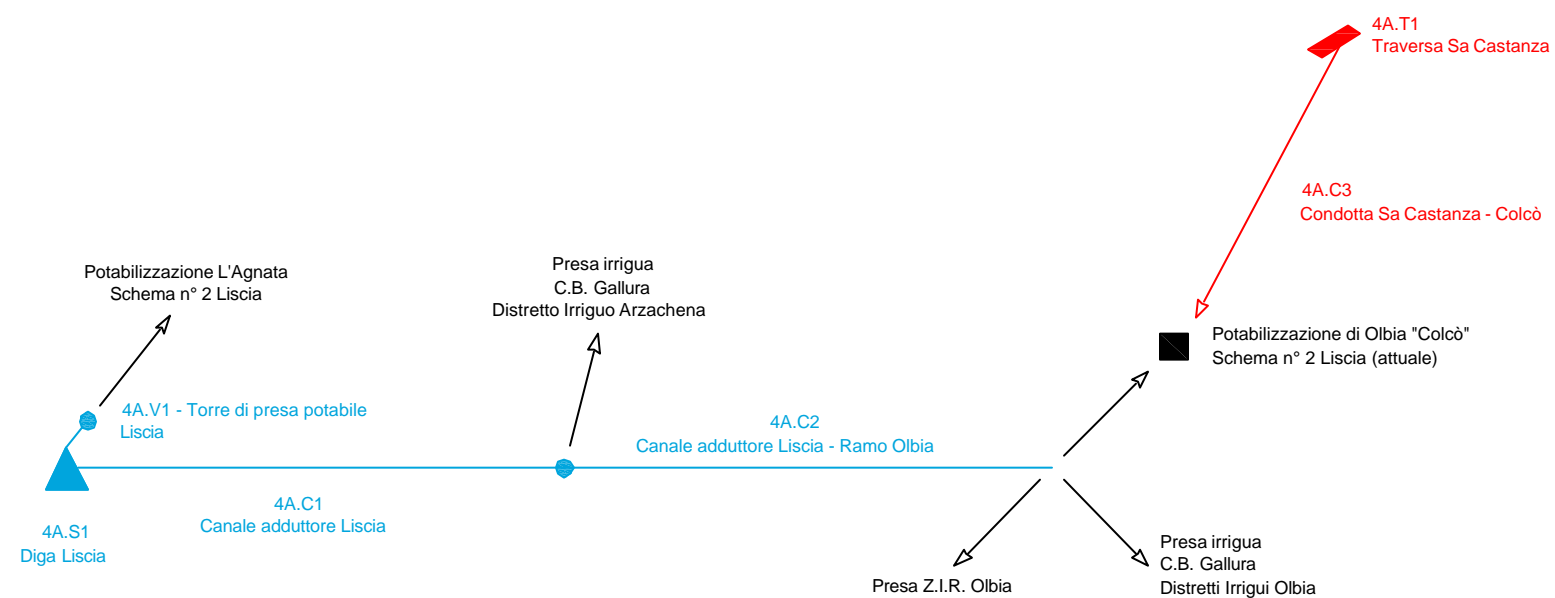 4A.T1
Traversa Sa Castanza
4A.C3
Condotta Sa Castanza - Colcò
Potabilizzazione L'Agnata
Schema n° 2 Liscia
Presa irrigua
C.B. Gallura
Distretto Irriguo Arzachena
Potabilizzazione di Olbia "Colcò"
Schema n° 2 Liscia (attuale)
4A.V1 - Torre di presa potabile
Liscia
4A.C2
Canale adduttore Liscia - Ramo Olbia
4A.C1
Canale adduttore Liscia
4A.S1
Diga Liscia
Presa Z.I.R. Olbia
Presa irrigua
C.B. Gallura
Distretti Irrigui Olbia